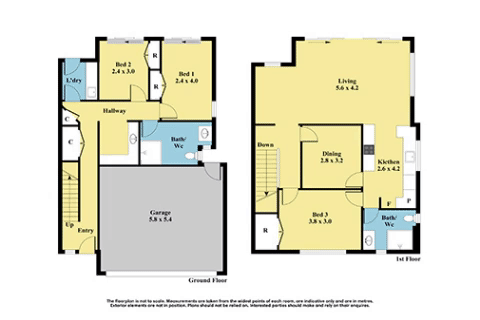 Bed 2
2.4 x 3.0
R
Bed 1
2.4 x 4.0
R
L'dry
Hallway
C
C
Bath/
Wc
Garage
5.8 x 5.4
Up
Entry
Ground Floor
Living
5.6 x 4.2
Down
Dining
2.8 x 3.2
Kicthen
2.6 x 4.2
F
P
Bed 3
3.8 x 3.0
R
Bath/
Wc
1st Floor
The floorplan is not to scale. Measurements are taken from the widest points of each room, are indicative only and are in metres.
Exterior elements are not in position. Plans should not be relied on. Interested parties should make and rely on their enquiries.